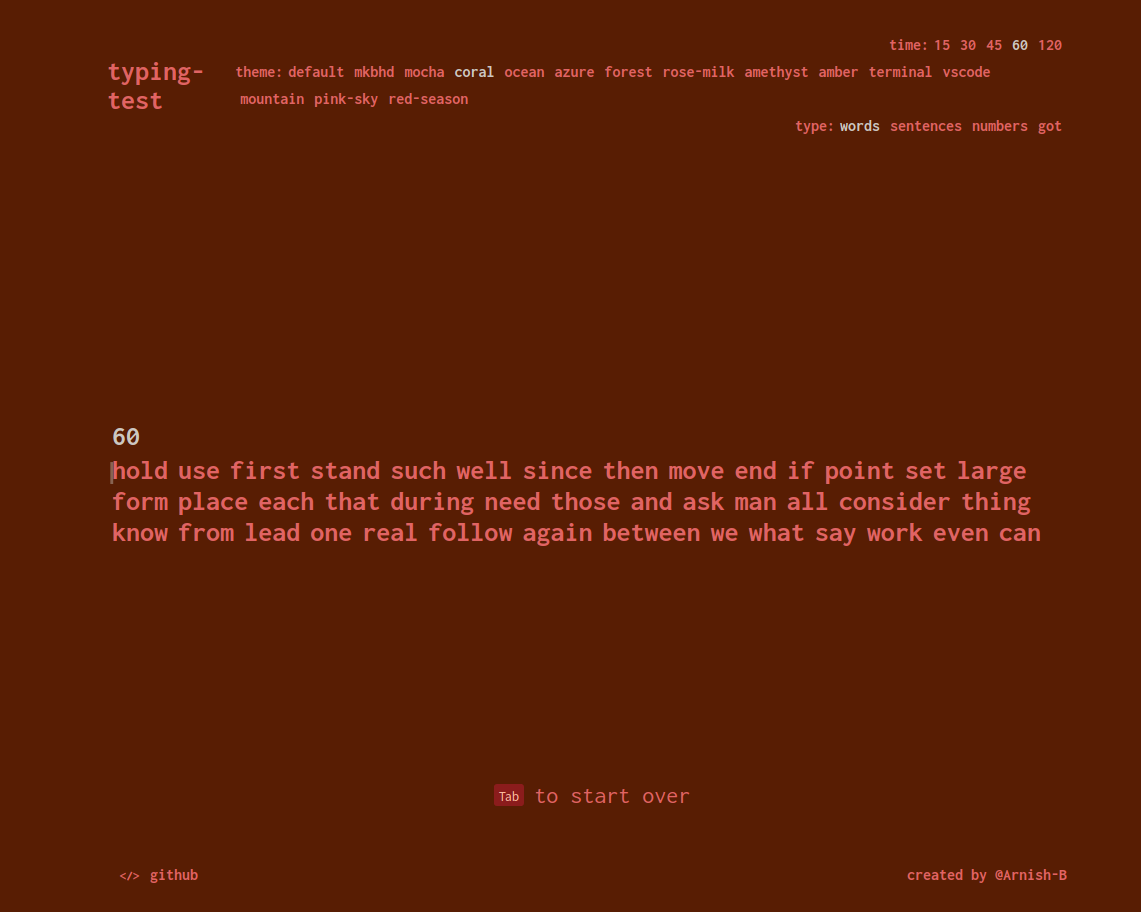 time: 15 30 45 60 120
typing-
test
theme: default mkbhd mocha coral ocean azure forest rose-milk amethyst amber terminal vscode
mountain pink-sky red-season
type: words sentences numbers got
60
hold use first stand such well since then move end if point set large
form place each that during need those and ask man all consider thing
know from lead one real follow again between we what say work even can
Tab to start over
</> github
created by @Arnish-B